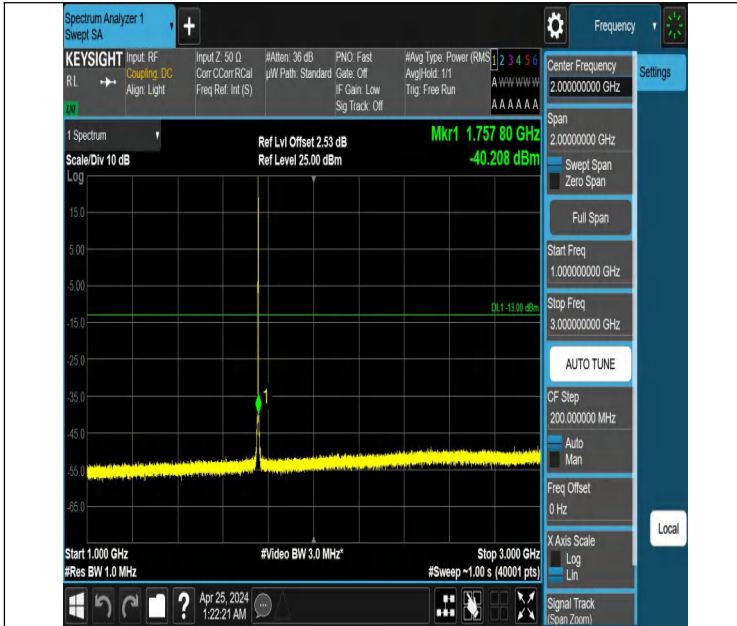 Spectrum Analyzer 1
Swept SA
+
Frequency
KEYSIGHT
RL
Input: RF
Coupling: DC
Align: Light
Input Z: 50 Ω
Corr CCorr RCal
Freq Ref: Int (S)
#Atten: 36 dB
µW Path: Standard
PNO: Fast
Gate: Off
IF Gain: Low
Sig Track: Off
#Avg Type: Power (RMS
Avg|Hold: 1/1
Trig: Free Run
1 2 3 4 5 6
A W W W W W
A A A A A A
1 Spectrum
Scale/Div 10 dB
Log
Ref Lvl Offset 2.53 dB
Ref Level 25.00 dBm
Mkr1 1.757 80 GHz
-40.208 dBm
15.0
5.00
-5.00
DL1 -13.00 dBm
-15.0
-25.0
-35.0
1
-45.0
-55.0
-65.0
Start 1.000 GHz
#Res BW 1.0 MHz
#Video BW 3.0 MHz*
Stop 3.000 GHz
#Sweep ~1.00 s (40001 pts)
Center Frequency
2.000000000 GHz
Settings
Span
2.00000000 GHz
Swept Span
Zero Span
Full Span
Start Freq
1.000000000 GHz
Stop Freq
3.000000000 GHz
AUTO TUNE
CF Step
200.000000 MHz
Auto
Man
Freq Offset
0 Hz
X Axis Scale
Log
Lin
Local
Signal Track
(Span Zoom)
?
Apr 25, 2024
1:22:21 AM